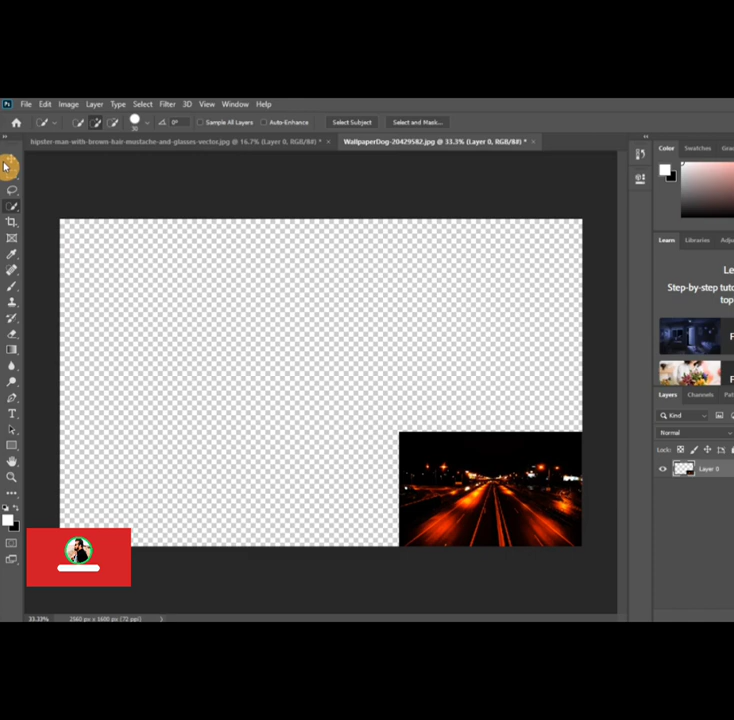 Ps File Edit Image Layer Type Select Filter 3D View Window Help
30 0° Sample All Layers Auto-Enhance Select Subject Select and Mask...
hipster-man-with-brown-hair-mustache-and-glasses-vector.jpg @ 16.7% (Layer 0, RGB/8#) * × WallpaperDog-20429582.jpg @ 33.3% (Layer 0, RGB/8#) * ×
Color Swatches
Learn Libraries
Le
Step-by-step tuto
top
F
F
Layers Channels
Kind
Normal
Lock:
Layer 0
T
33.33% 2560 px x 1600 px (72 ppi)